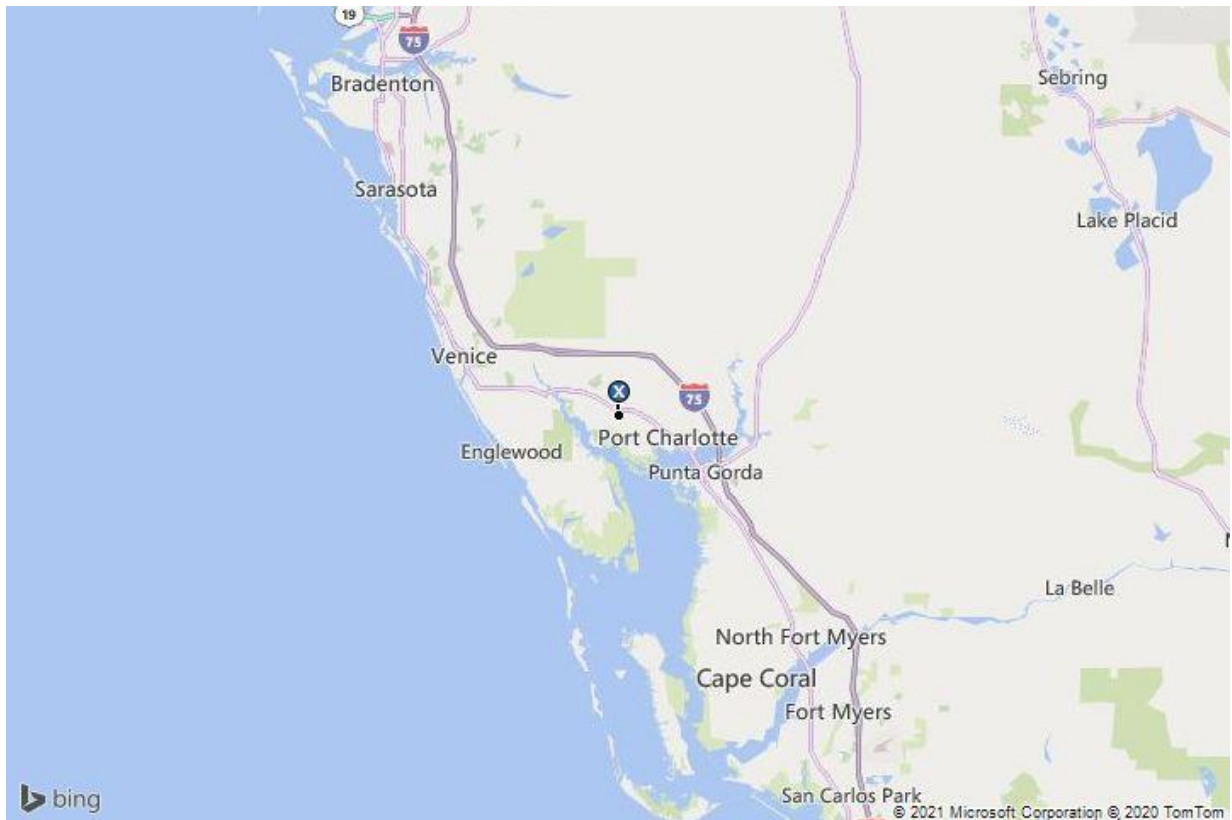 19
75
Bradenton
Sebring
Sarasota
Lake Placid
Venice
X
75
Port Charlotte
Englewood
Punta Gorda
La Belle
North Fort Myers
Cape Coral
Fort Myers
San Carlos Park
bing
© 2021 Microsoft Corporation © 2020 TomTom